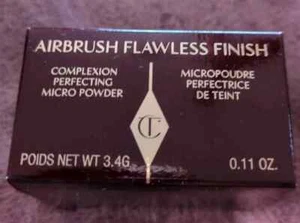 AIRBRUSH FLAWLESS FINISH
COMPLEXION
PERFECTING
MICRO POWDER
MICROPOUDRE
PERFECTRICE
DE TEINT
CT
POIDS NET WT 3.4G
0.11 OZ.